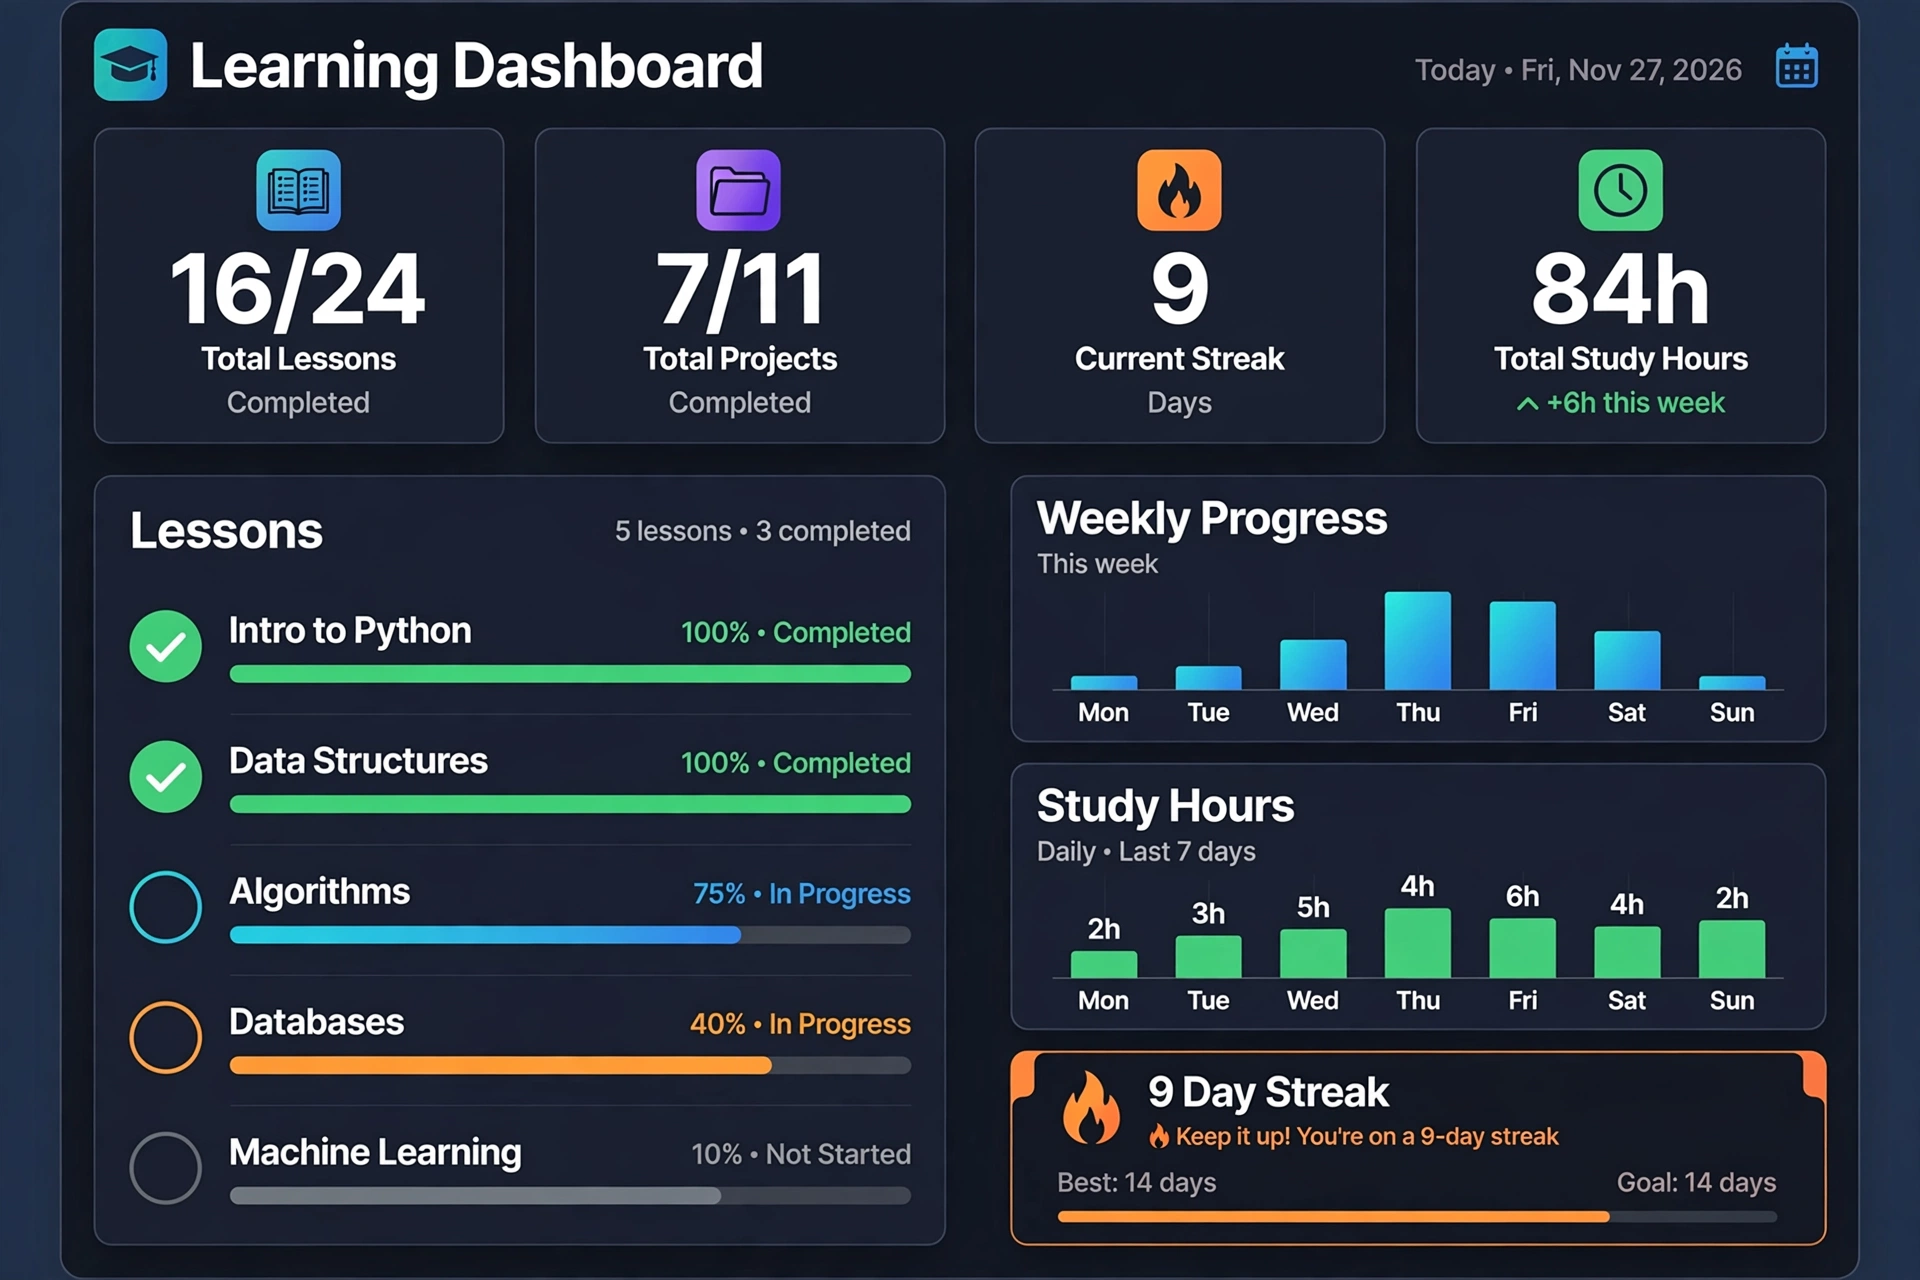 Learning Dashboard
Today • Fri, Nov 27, 2026
16/24
Total Lessons
Completed
7/11
Total Projects
Completed
9
Current Streak
Days
84h
Total Study Hours
+6h this week
Lessons
5 lessons • 3 completed
Intro to Python
100% • Completed
Data Structures
100% • Completed
Algorithms
75% • In Progress
Databases
40% • In Progress
Machine Learning
10% • Not Started
Weekly Progress
This week
Mon Tue Wed Thu Fri Sat Sun
Study Hours
Daily • Last 7 days
2h 3h 5h 4h 6h 4h 2h
Mon Tue Wed Thu Fri Sat Sun
9 Day Streak
Keep it up! You're on a 9-day streak
Best: 14 days
Goal: 14 days